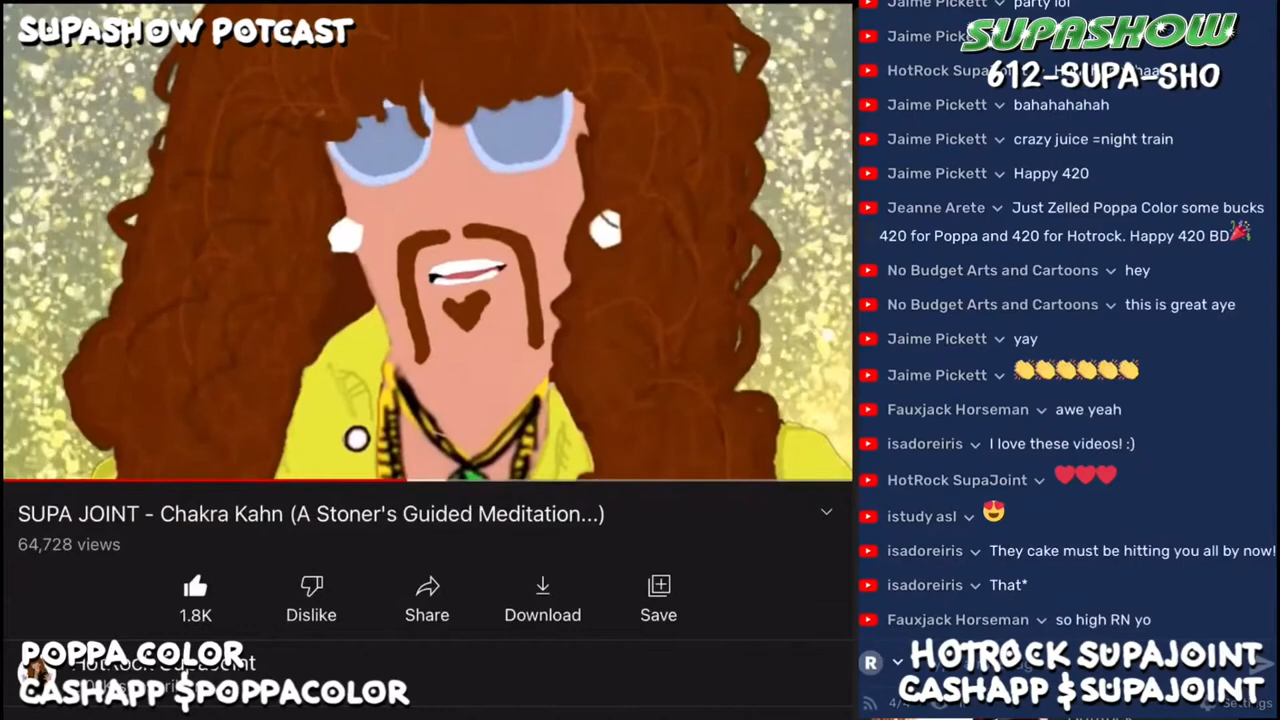 SUPASHOW POTCAST
SUPA JOINT - Chakra Kahn (A Stoner's Guided Meditation...)
64,728 views
1.8K
Dislike
Share
Download
Save
POPPA COLOR
HotRock SupaJoint
CASHAPP $POPPACOLOR
Jaime Pickett party lol
SUPASHOW
Jaime Pickett
612-SUPA-SHO
HotRock SupaJoint
Jaime Pickett bahahahahah
Jaime Pickett crazy juice =night train
Jaime Pickett Happy 420
Jeanne Arete Just Zelled Poppa Color some bucks
420 for Poppa and 420 for Hotrock. Happy 420 BD🎉
No Budget Arts and Cartoons hey
No Budget Arts and Cartoons this is great aye
Jaime Pickett yay
Jaime Pickett 👏👏👏👏👏👏
Fauxjack Horseman awe yeah
isadoreiris I love these videos! :)
HotRock SupaJoint ❤️❤️❤️
istudy asl 😍
isadoreiris They cake must be hitting you all by now!
isadoreiris That*
Fauxjack Horseman so high RN yo
R
HOTROCK SUPAJOINT
CASHAPP $SUPAJOINT
Settings